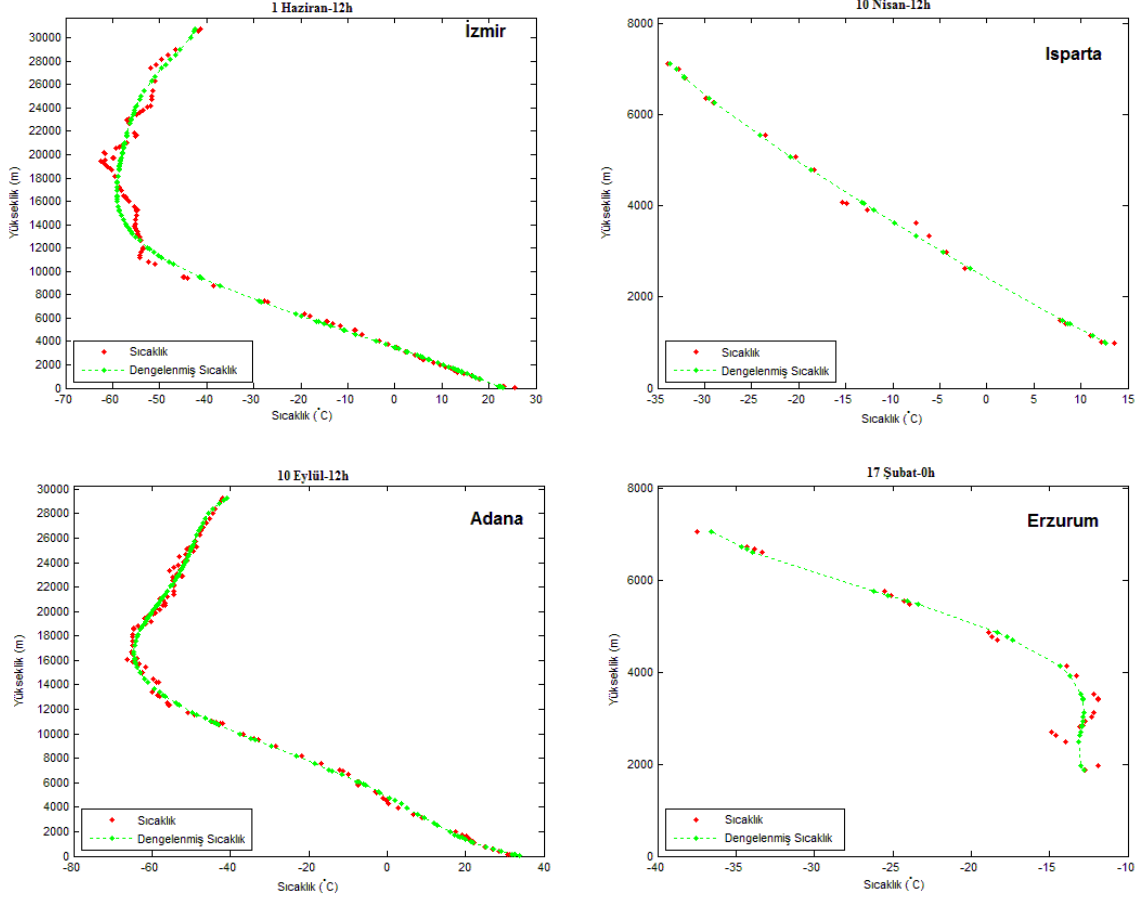 1 Haziran-12h
İzmir
30000
28000
26000
24000
22000
20000
18000
16000
14000
12000
10000
8000
6000
4000
2000
0
Yükseklik (m)
Sıcaklık
Dengelenmiş Sıcaklık
-70 -60 -50 -40 -30 -20 -10 0 10 20 30
Sıcaklık (°C)
10 Nisan-12h
Isparta
8000
6000
4000
2000
0
Yükseklik (m)
Sıcaklık
Dengelenmiş Sıcaklık
-35 -30 -25 -20 -15 -10 -5 0 5 10 15
Sıcaklık (°C)
10 Eylül-12h
Adana
30000
28000
26000
24000
22000
20000
18000
16000
14000
12000
10000
8000
6000
4000
2000
0
Yükseklik (m)
Sıcaklık
Dengelenmiş Sıcaklık
-80 -60 -40 -20 0 20 40
Sıcaklık (°C)
17 Şubat-0h
Erzurum
8000
6000
4000
2000
0
Yükseklik (m)
Sıcaklık
Dengelenmiş Sıcaklık
-40 -35 -30 -25 -20 -15 -10
Sıcaklık (°C)